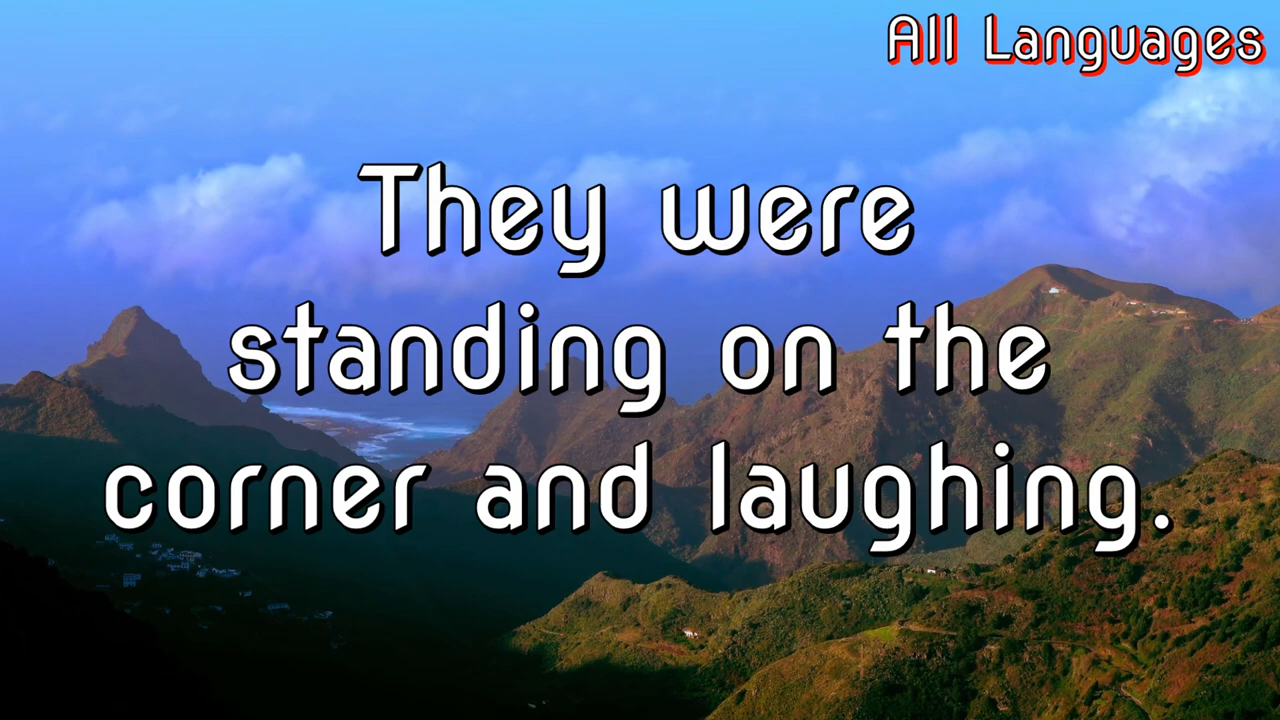 All Languages
They were
standing on the
corner and laughing.